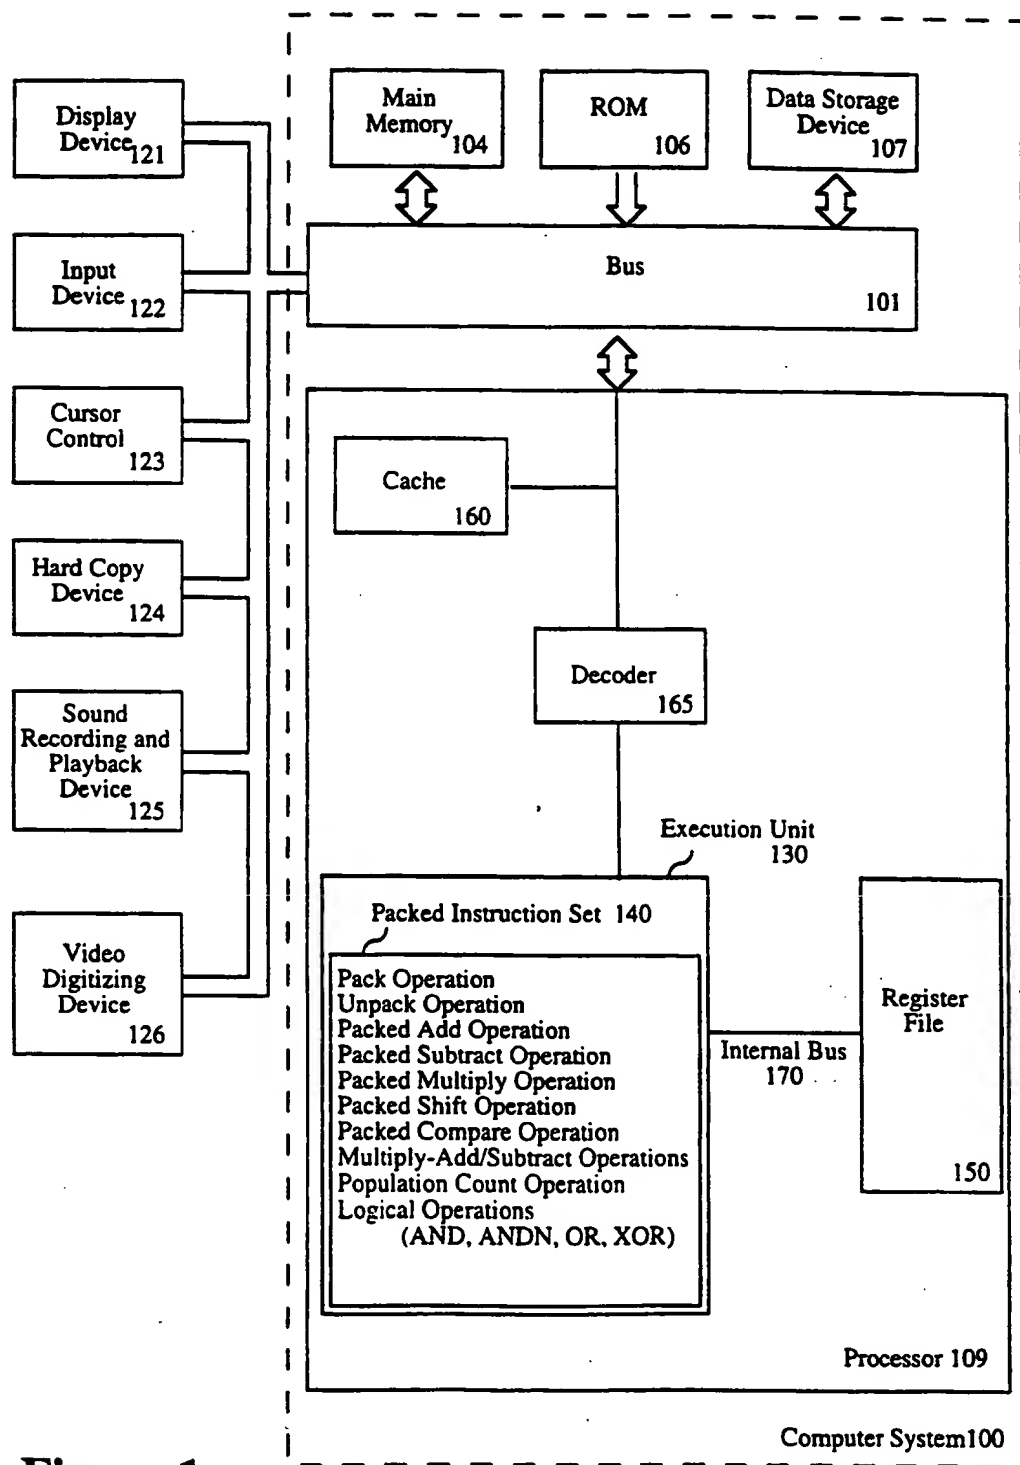 Display
Device
121
Input
Device
122
Cursor
Control
123
Hard Copy
Device
124
Sound
Recording and
Playback
Device
125
Video
Digitizing
Device
126
Main
Memory
104
ROM
106
Data Storage
Device
107
Bus
101
Cache
160
Decoder
165
Execution Unit
130
Packed Instruction Set 140
Pack Operation
Unpack Operation
Packed Add Operation
Packed Subtract Operation
Packed Multiply Operation
Packed Shift Operation
Packed Compare Operation
Multiply-Add/Subtract Operations
Population Count Operation
Logical Operations
(AND, ANDN, OR, XOR)
Internal Bus
170
Register
File
150
Processor 109
Computer System100